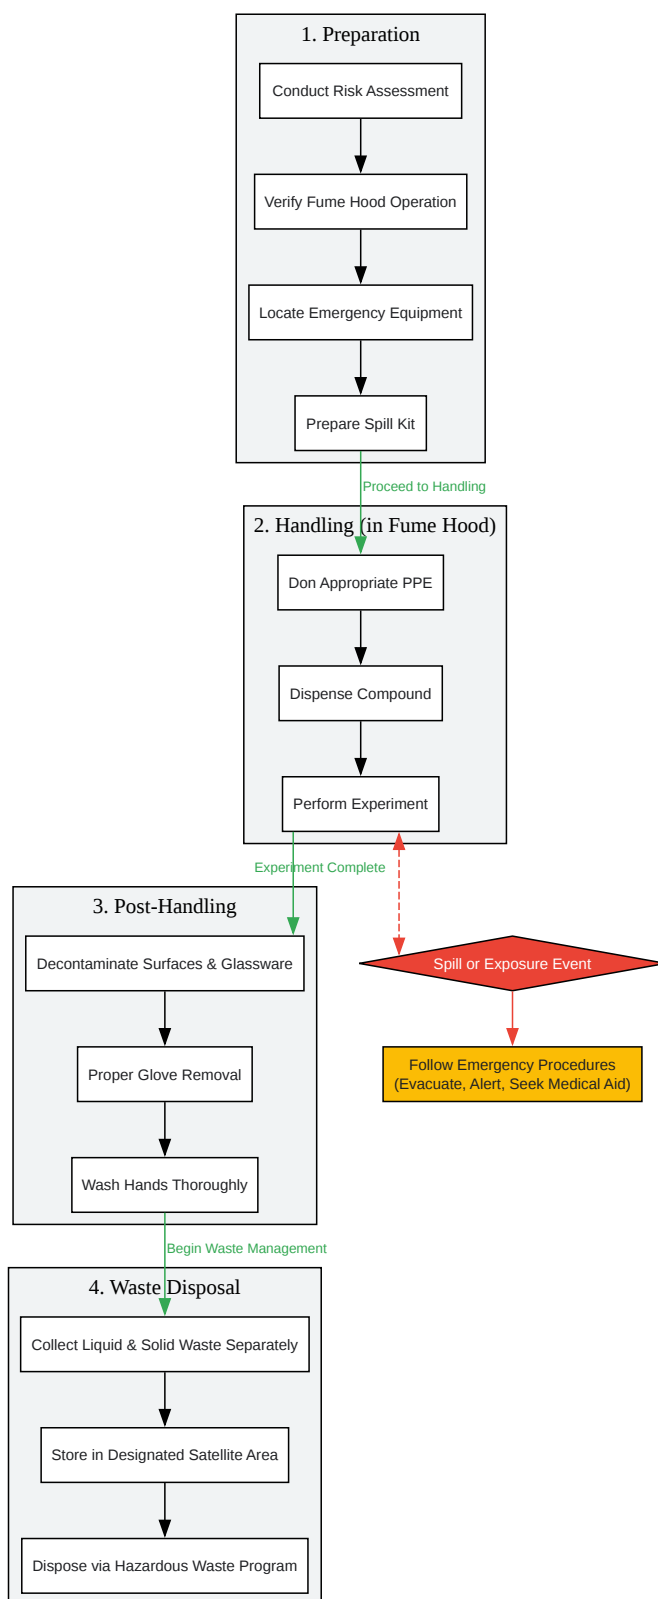 1. Preparation
Conduct Risk Assessment
Verify Fume Hood Operation
Locate Emergency Equipment
Prepare Spill Kit
Proceed to Handling
2. Handling (in Fume Hood)
Don Appropriate PPE
Dispense Compound
Perform Experiment
Experiment Complete
3. Post-Handling
Decontaminate Surfaces & Glassware
Spill or Exposure Event
Proper Glove Removal
Follow Emergency Procedures
(Evacuate, Alert, Seek Medical Aid)
Wash Hands Thoroughly
Begin Waste Management
4. Waste Disposal
Collect Liquid & Solid Waste Separately
Store in Designated Satellite Area
Dispose via Hazardous Waste Program